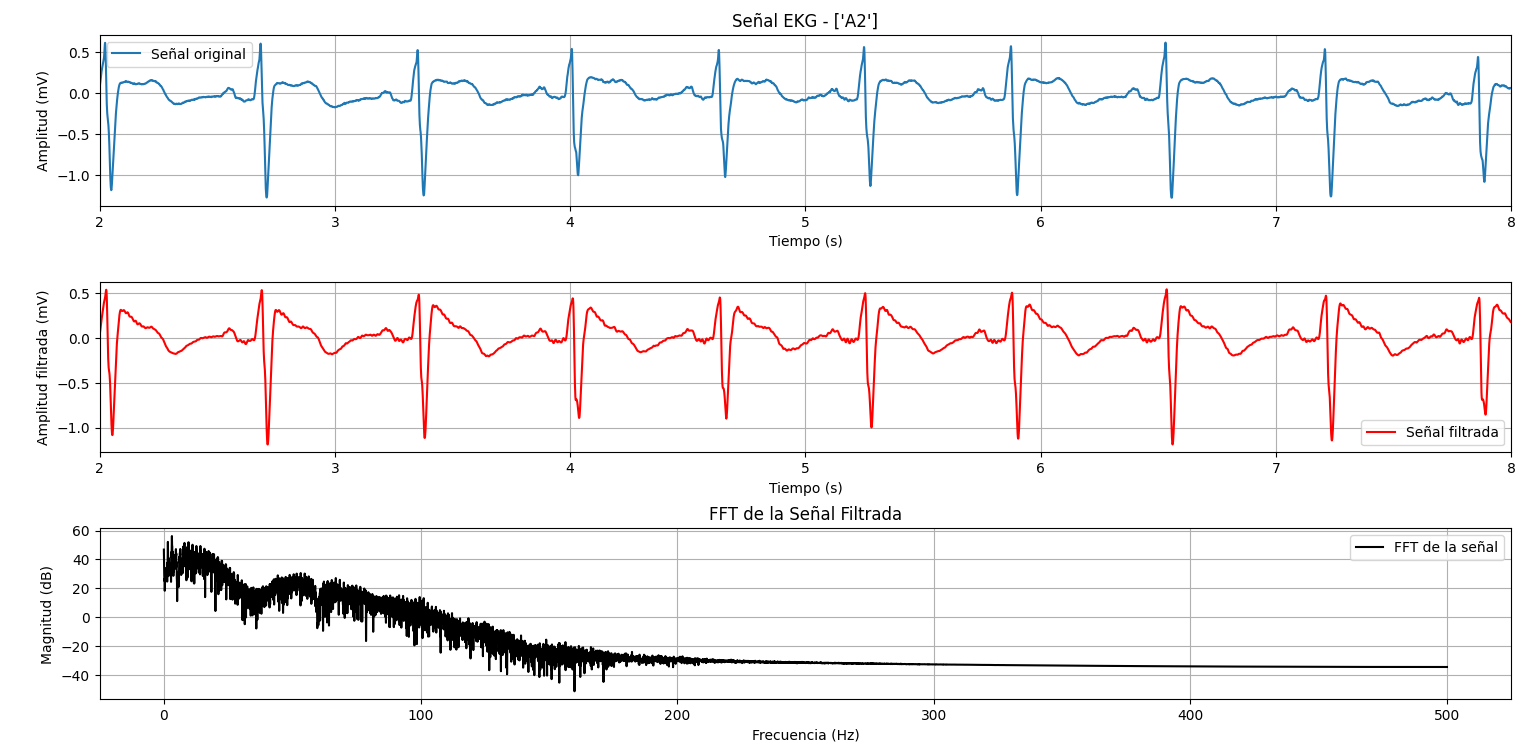 Señal EKG - ['A2']
Amplitud (mV)
0.5
0.0
−0.5
−1.0
Señal original
2 3 4 5 6 7 8
Tiempo (s)
Amplitud filtrada (mV)
0.5
0.0
−0.5
−1.0
Señal filtrada
2 3 4 5 6 7 8
Tiempo (s)
FFT de la Señal Filtrada
Magnitud (dB)
60
40
20
0
−20
−40
FFT de la señal
0 100 200 300 400 500
Frecuencia (Hz)